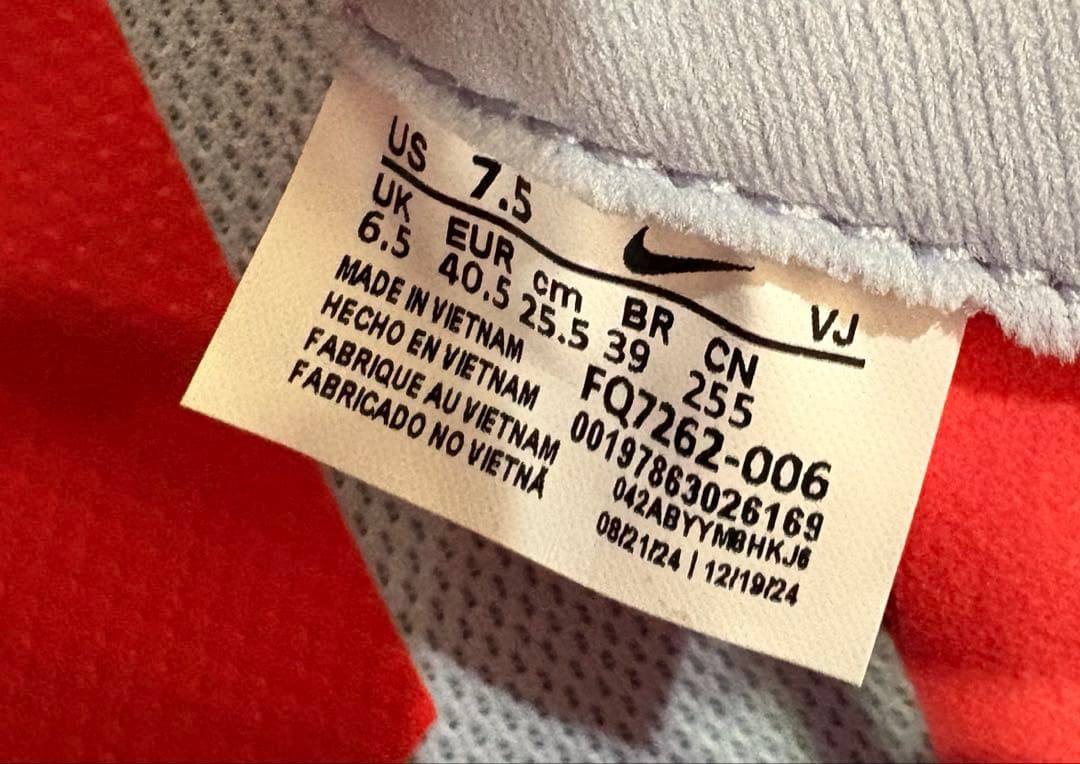 US 7.5 VJ
UK EUR cm BR CN
6.5 40.5 25.5 39 255
MADE IN VIETNAM
HECHO EN VIETNAM
FABRIQUE AU VIETNAM
FABRICADO NO VIETNÃ
FQ7262-006
00197863026169
042ABYYM8HKJ6
08/21/24 | 12/19/24